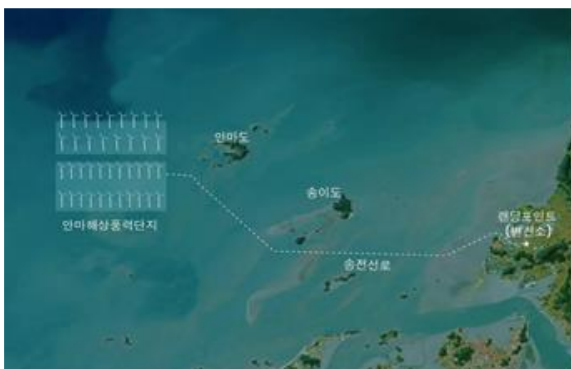 안마도
송이도
안마해상풍력단지
랜딩포인트
(변전소)
송전선로